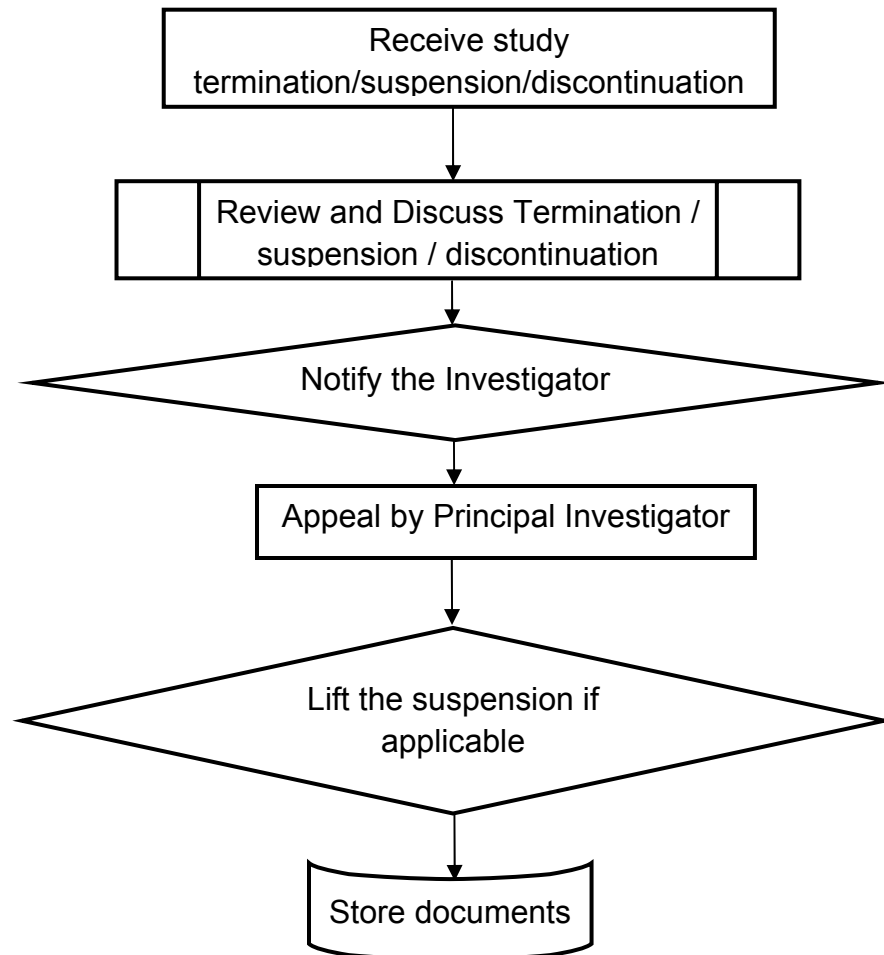 Receive study
termination/suspension/discontinuation
Review and Discuss Termination /
suspension / discontinuation
Notify the Investigator
Appeal by Principal Investigator
Lift the suspension if
applicable
Store documents